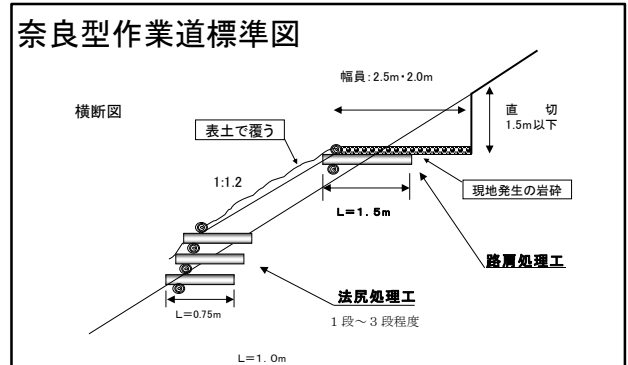 奈良型作業道標準図
幅員:2.5m・2.0m
横断図
直 切
1.5m以下
表土で覆う
1:1.2
現地発生の岩砕
L=1.5m
路肩処理工
法尻処理工
1段～3段程度
L=0.75m
L=1.0m